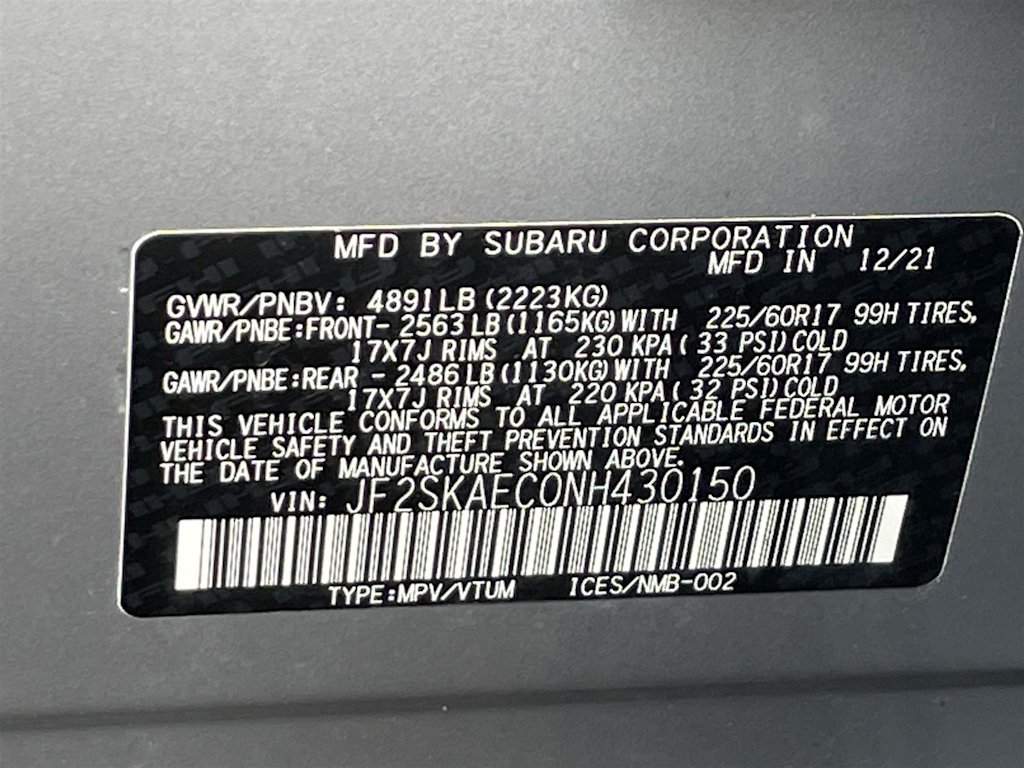 MFD BY SUBARU CORPORATION
MFD IN 12/21
GVWR/PNBV: 4891LB (2223KG)
GAWR/PNBE:FRONT- 2563LB(1165KG)WITH 225/60R17 99H TIRES,
17X7J RIMS AT 230 KPA( 33 PSI)COLD
GAWR/PNBE:REAR - 2486LB(1130KG)WITH 225/60R17 99H TIRES,
17X7J RIMS AT 220 KPA( 32 PSI)COLD
THIS VEHICLE CONFORMS TO ALL APPLICABLE FEDERAL MOTOR
VEHICLE SAFETY AND THEFT PREVENTION STANDARDS IN EFFECT ON
THE DATE OF MANUFACTURE SHOWN ABOVE.
VIN: JF2SKAEC0NH430150
TYPE:MPV/VTUM ICES/NMB-002